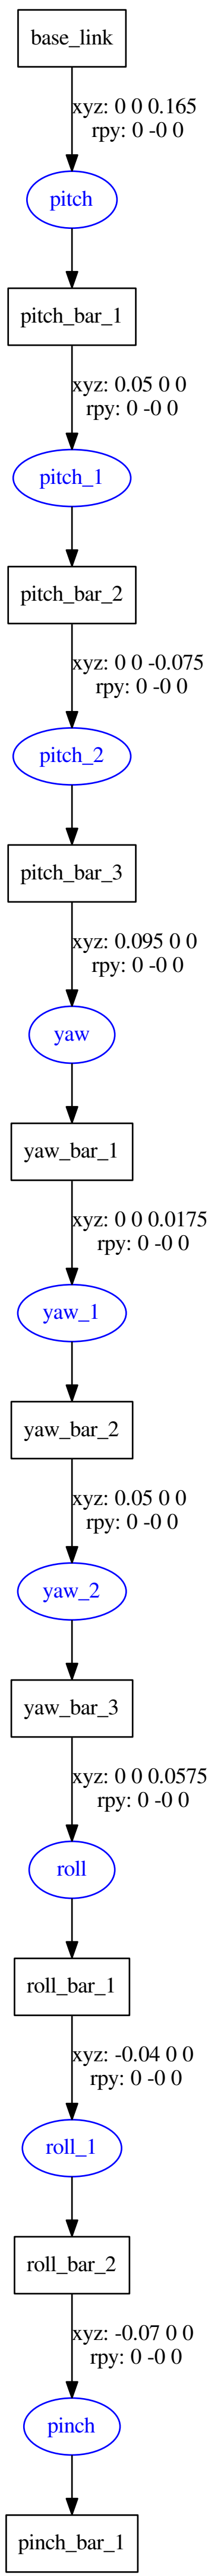 base_link
xyz: 0 0 0.165
rpy: 0 -0 0
pitch
pitch_bar_1
xyz: 0.05 0 0
rpy: 0 -0 0
pitch_1
pitch_bar_2
xyz: 0 0 -0.075
rpy: 0 -0 0
pitch_2
pitch_bar_3
xyz: 0.095 0 0
rpy: 0 -0 0
yaw
yaw_bar_1
xyz: 0 0 0.0175
rpy: 0 -0 0
yaw_1
yaw_bar_2
xyz: 0.05 0 0
rpy: 0 -0 0
yaw_2
yaw_bar_3
xyz: 0 0 0.0575
rpy: 0 -0 0
roll
roll_bar_1
xyz: -0.04 0 0
rpy: 0 -0 0
roll_1
roll_bar_2
xyz: -0.07 0 0
rpy: 0 -0 0
pinch
pinch_bar_1